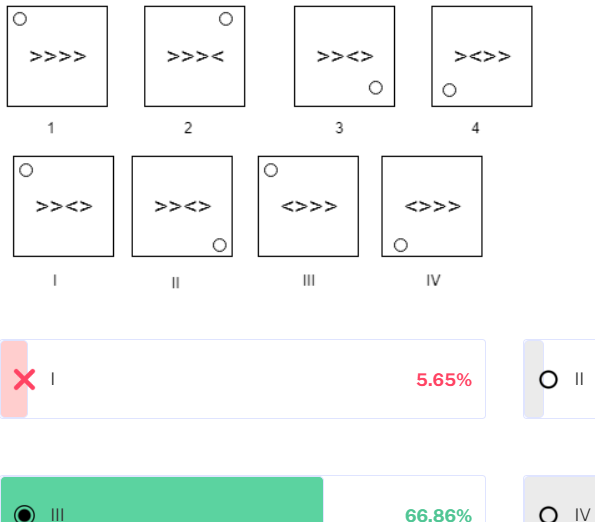 >>>> >>>< >><> ><>>
1 2 3 4
>><> >><> <>>> <>>>
I II III IV
I 5.65% II
III 66.86% IV